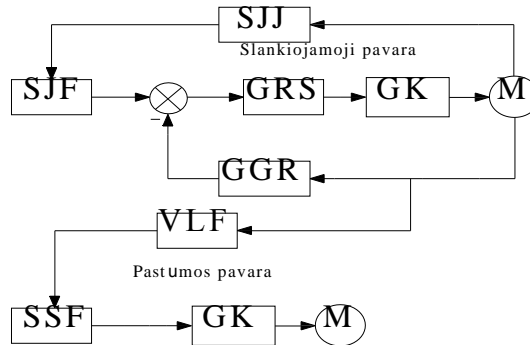 SJJ
Slankiojamoji pavara
SJF
GRS
GK
M
–
GGR
VLF
Pastumos pavara
SSF
GK
M